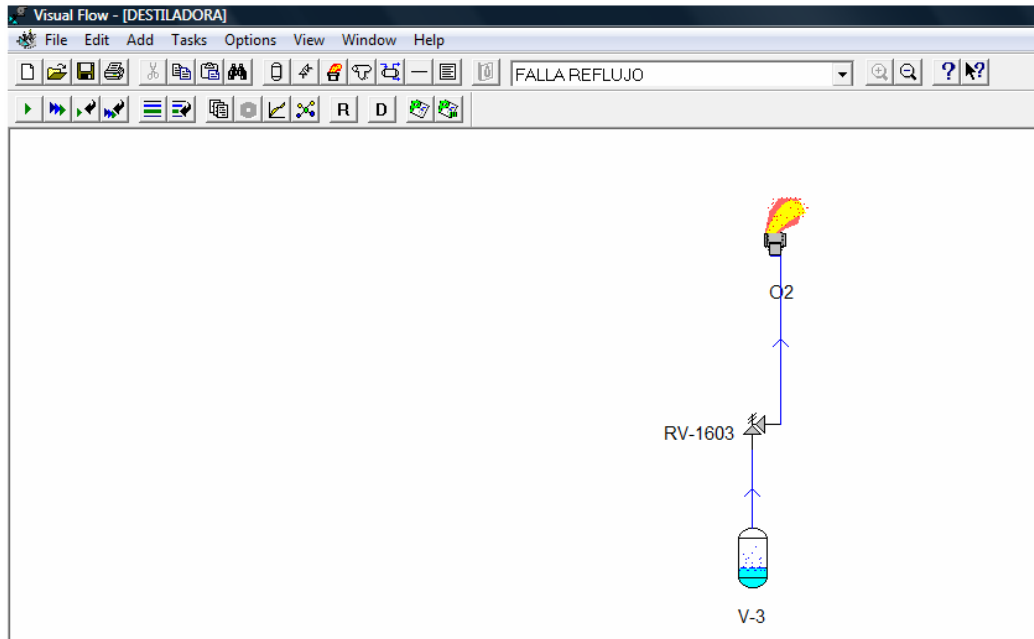 Visual Flow - [DESTILADORA]
File Edit Add Tasks Options View Window Help
FALLA REFLUJO
R D
O2
RV-1603
V-3